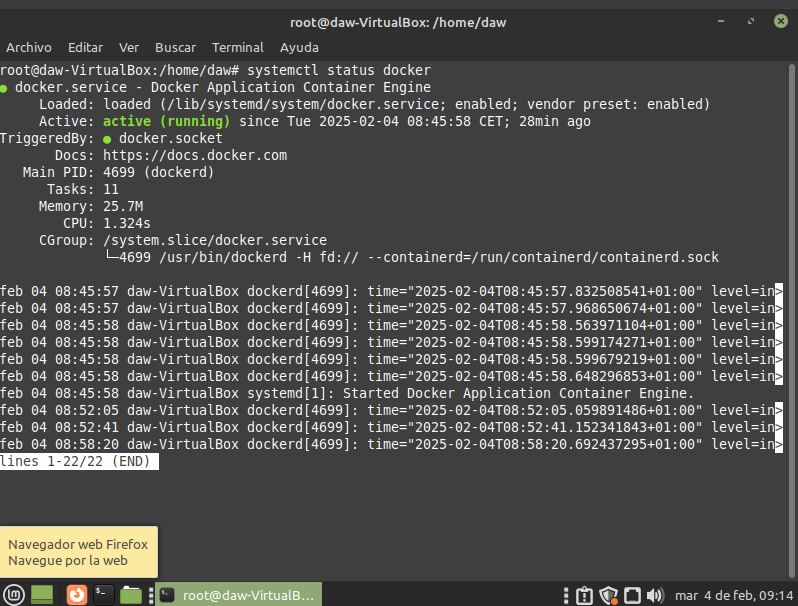 root@daw-VirtualBox: /home/daw
Archivo Editar Ver Buscar Terminal Ayuda
root@daw-VirtualBox:/home/daw# systemctl status docker
● docker.service - Docker Application Container Engine
Loaded: loaded (/lib/systemd/system/docker.service; enabled; vendor preset: enabled)
Active: active (running) since Tue 2025-02-04 08:45:58 CET; 28min ago
TriggeredBy: ● docker.socket
Docs: https://docs.docker.com
Main PID: 4699 (dockerd)
Tasks: 11
Memory: 25.7M
CPU: 1.324s
CGroup: /system.slice/docker.service
└─4699 /usr/bin/dockerd -H fd:// --containerd=/run/containerd/containerd.sock
feb 04 08:45:57 daw-VirtualBox dockerd[4699]: time="2025-02-04T08:45:57.832508541+01:00" level=in>
feb 04 08:45:57 daw-VirtualBox dockerd[4699]: time="2025-02-04T08:45:57.968650674+01:00" level=in>
feb 04 08:45:58 daw-VirtualBox dockerd[4699]: time="2025-02-04T08:45:58.563971104+01:00" level=in>
feb 04 08:45:58 daw-VirtualBox dockerd[4699]: time="2025-02-04T08:45:58.599174271+01:00" level=in>
feb 04 08:45:58 daw-VirtualBox dockerd[4699]: time="2025-02-04T08:45:58.599679219+01:00" level=in>
feb 04 08:45:58 daw-VirtualBox dockerd[4699]: time="2025-02-04T08:45:58.648296853+01:00" level=in>
feb 04 08:45:58 daw-VirtualBox systemd[1]: Started Docker Application Container Engine.
feb 04 08:52:05 daw-VirtualBox dockerd[4699]: time="2025-02-04T08:52:05.059891486+01:00" level=in>
feb 04 08:52:41 daw-VirtualBox dockerd[4699]: time="2025-02-04T08:52:41.152341843+01:00" level=in>
feb 04 08:58:20 daw-VirtualBox dockerd[4699]: time="2025-02-04T08:58:20.692437295+01:00" level=in>
lines 1-22/22 (END)
Navegador web Firefox
Navegue por la web
root@daw-VirtualB... mar 4 de feb, 09:14